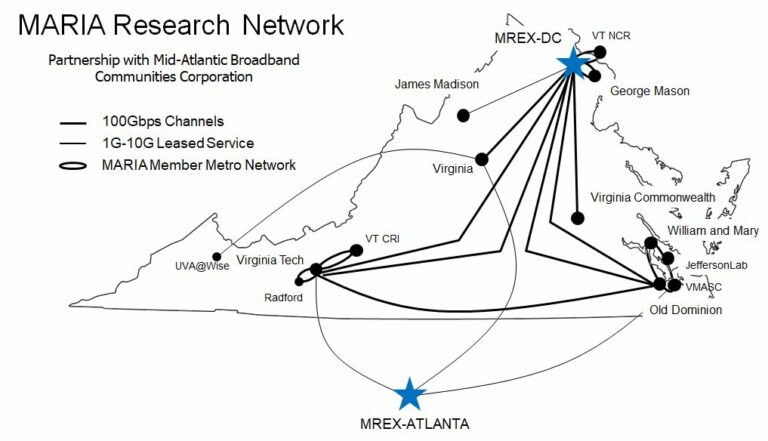 MARIA Research Network
Partnership with Mid-Atlantic Broadband
Communities Corporation
100Gbps Channels
1G-10G Leased Service
MARIA Member Metro Network
MREX-DC
VT NCR
George Mason
James Madison
Virginia
Virginia Commonwealth
William and Mary
JeffersonLab
VMASC
Old Dominion
UVA@Wise
Virginia Tech
VT CRI
Radford
MREX-ATLANTA